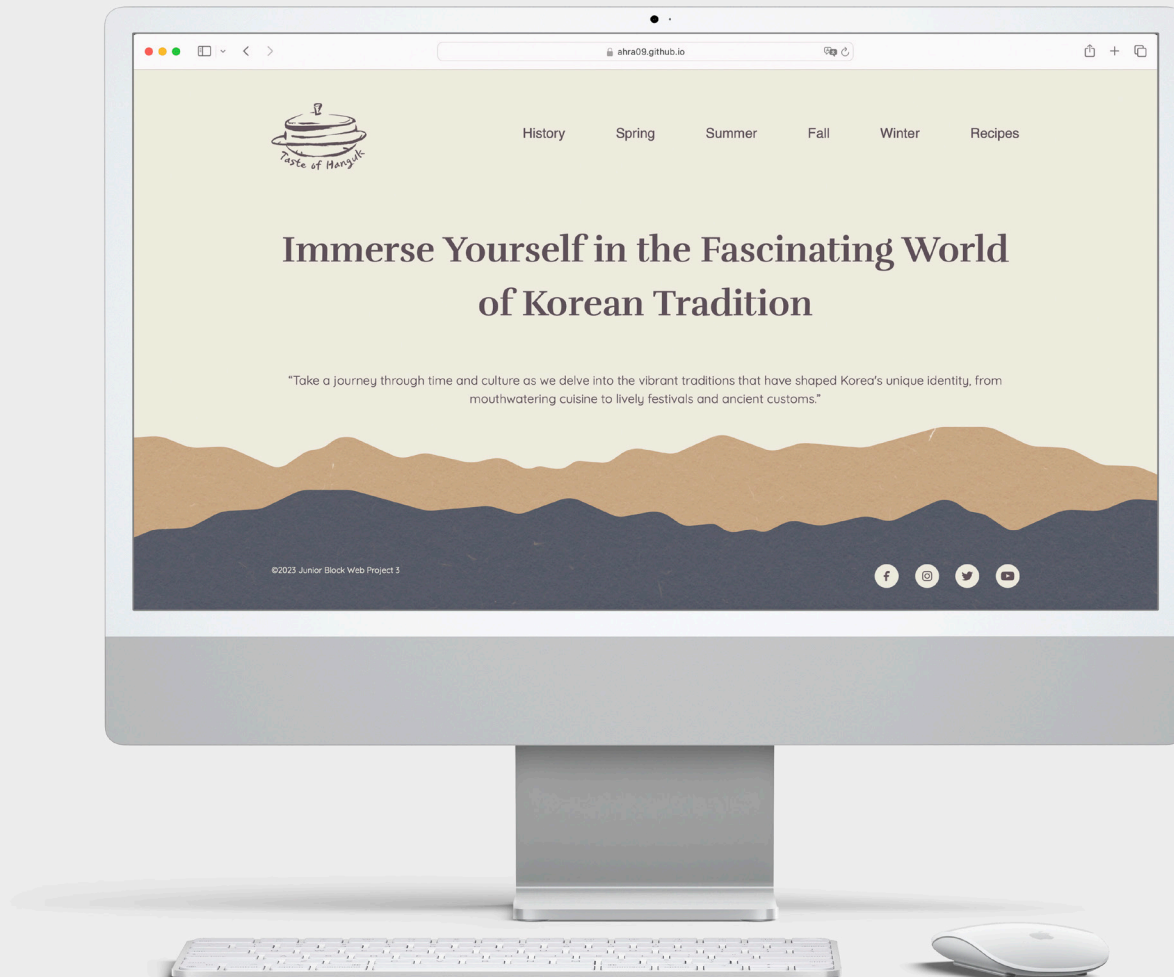 ahra09.github.io
Taste of Hanguk
History Spring Summer Fall Winter Recipes
Immerse Yourself in the Fascinating World
of Korean Tradition
“Take a journey through time and culture as we delve into the vibrant traditions that have shaped Korea's unique identity, from
mouthwatering cuisine to lively festivals and ancient customs.”
©2023 Junior Block Web Project 3